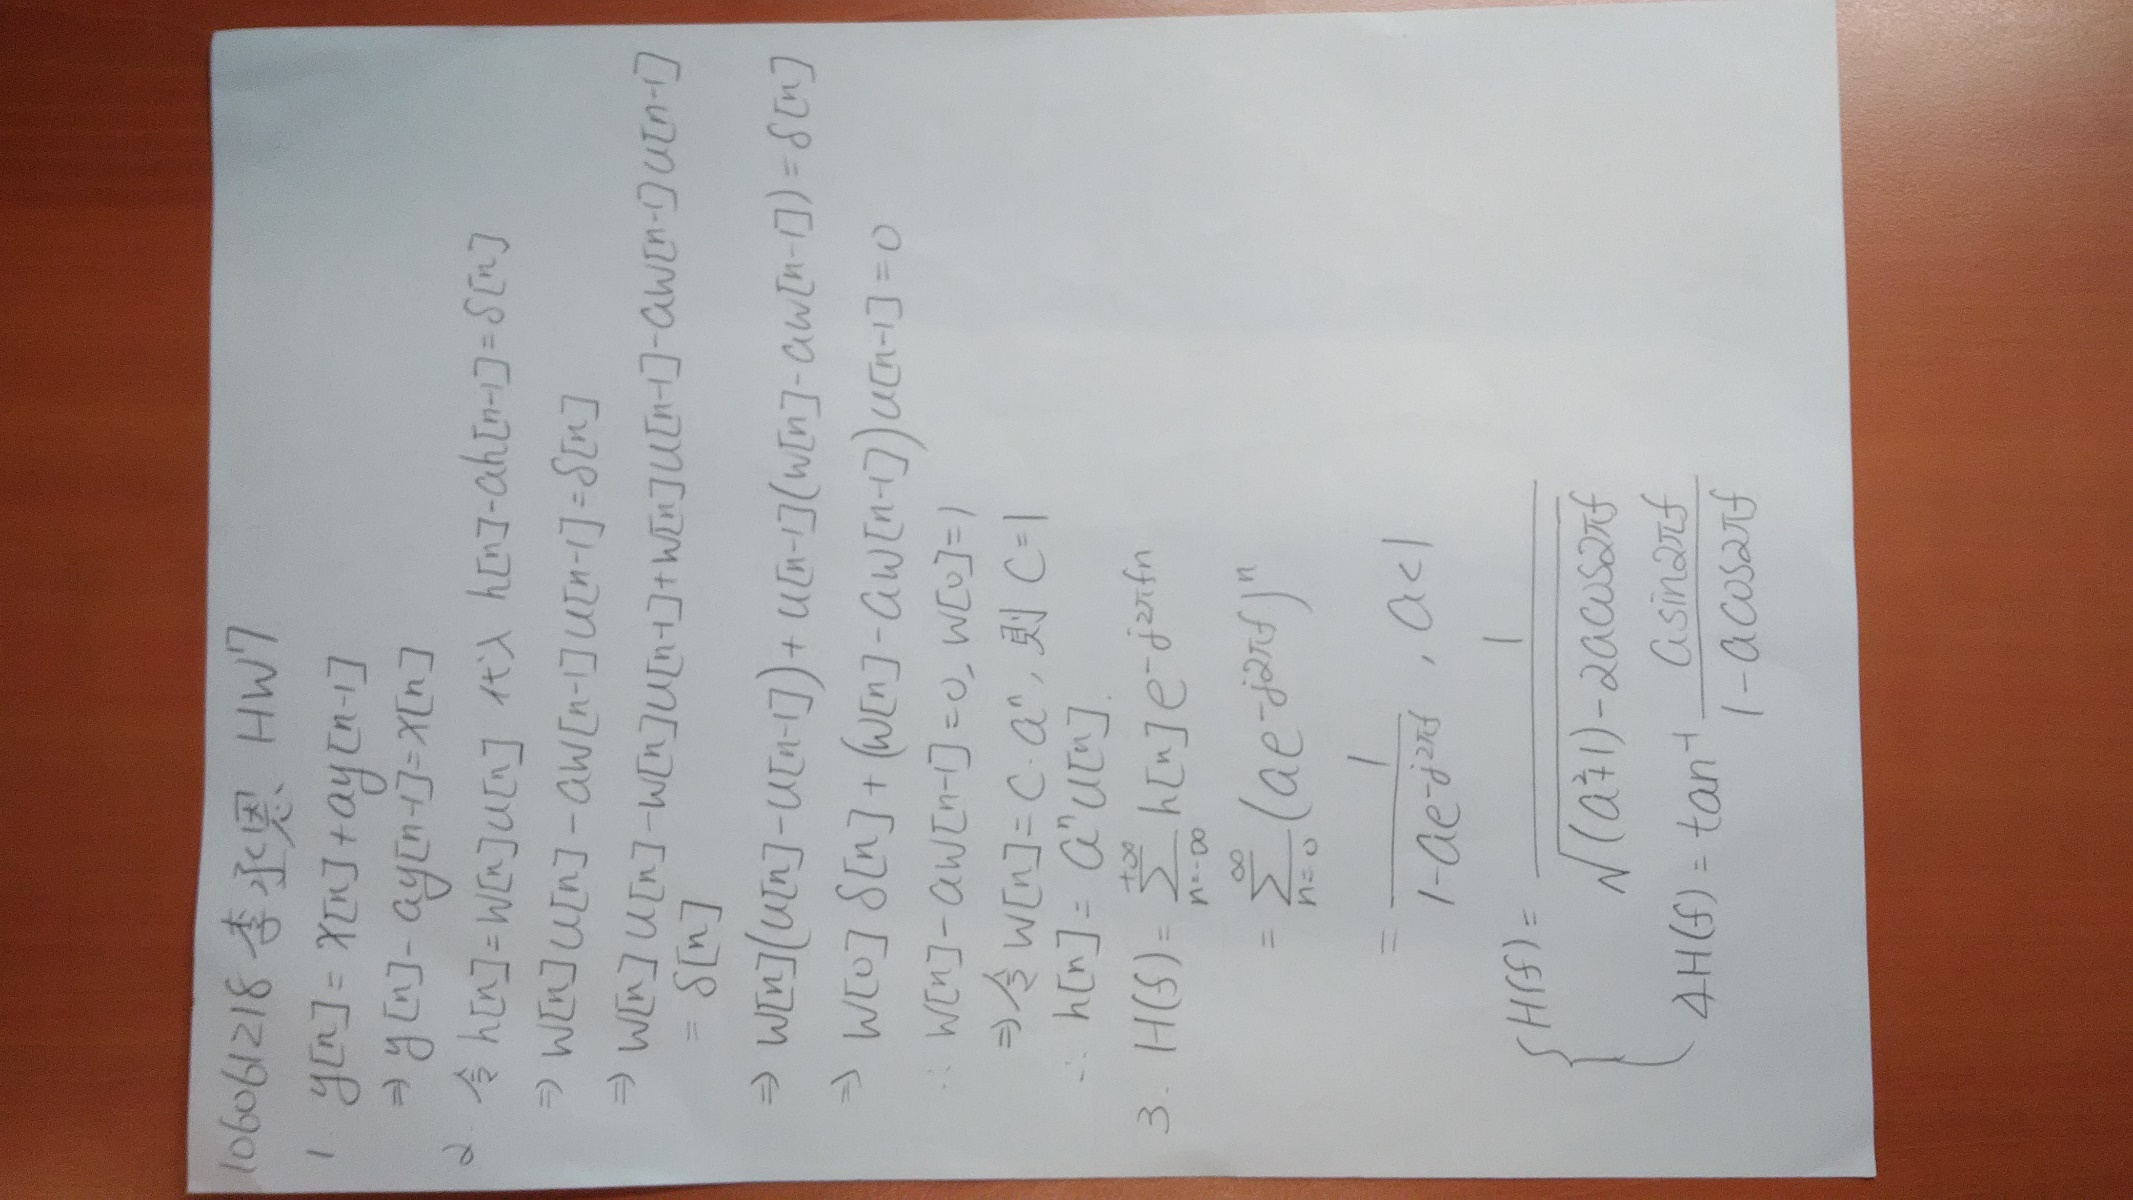 106061218 李丞恩 HW7
1. y[n]=x[n]+ay[n-1]
⇒ y[n]-ay[n-1]=x[n]
2. 令 h[n]=w[n]u[n] 代入 h[n]-ah[n-1]=δ[n]
⇒ w[n]u[n]-aw[n-1]u[n-1]=δ[n]
⇒ w[n]u[n]-w[n]u[n-1]+w[n]u[n-1]-aw[n-1]u[n-1]
= δ[n]
⇒ w[n](u[n]-u[n-1])+u[n-1](w[n]-aw[n-1])=δ[n]
⇒ w[0]δ[n]+(w[n]-aw[n-1])u[n-1]=0
∴ w[n]-aw[n-1]=0, w[0]=1
⇒令 w[n]=c·aⁿ, 則 c=1
∴ h[n]=aⁿu[n].
3. H(f)=∑_{n=-∞}^{+∞} h[n]e^{-j2πfn}
=∑_{n=0}^{∞} (ae^{-j2πf})ⁿ
= 1/(1-ae^{-j2πf}), a<1
{ H(f)= 1/√((a²+1)-2acos2πf)
∡H(f)=tan⁻¹ asin2πf/(1-acos2πf)